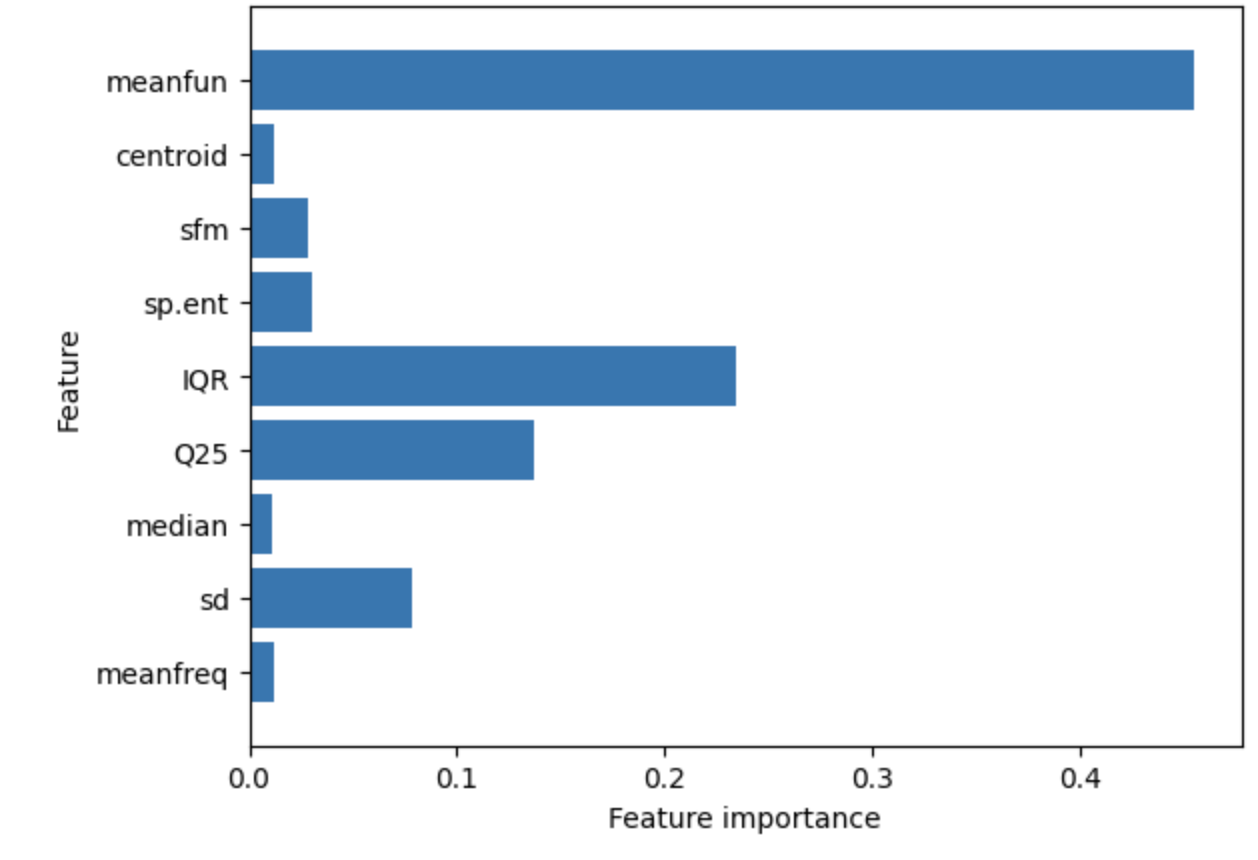 meanfun
centroid
sfm
sp.ent
IQR
Q25
median
sd
meanfreq
Feature
0.0 0.1 0.2 0.3 0.4
Feature importance